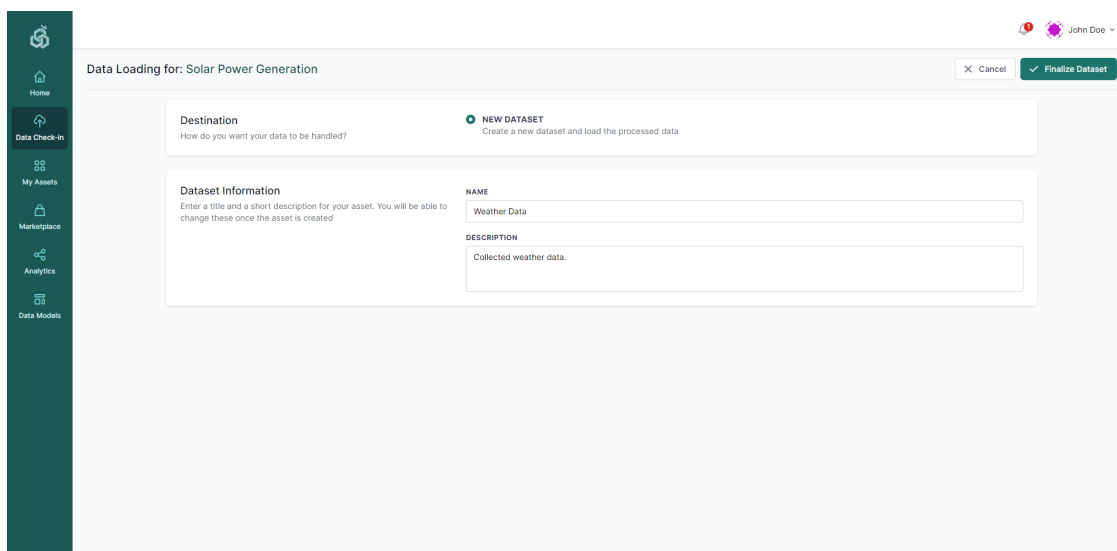 1
John Doe
Home
Data Check-in
My Assets
Marketplace
Analytics
Data Models
Data Loading for: Solar Power Generation
Cancel
Finalize Dataset
Destination
How do you want your data to be handled?
NEW DATASET
Create a new dataset and load the processed data
Dataset Information
Enter a title and a short description for your asset. You will be able to
change these once the asset is created
NAME
Weather Data
DESCRIPTION
Collected weather data.